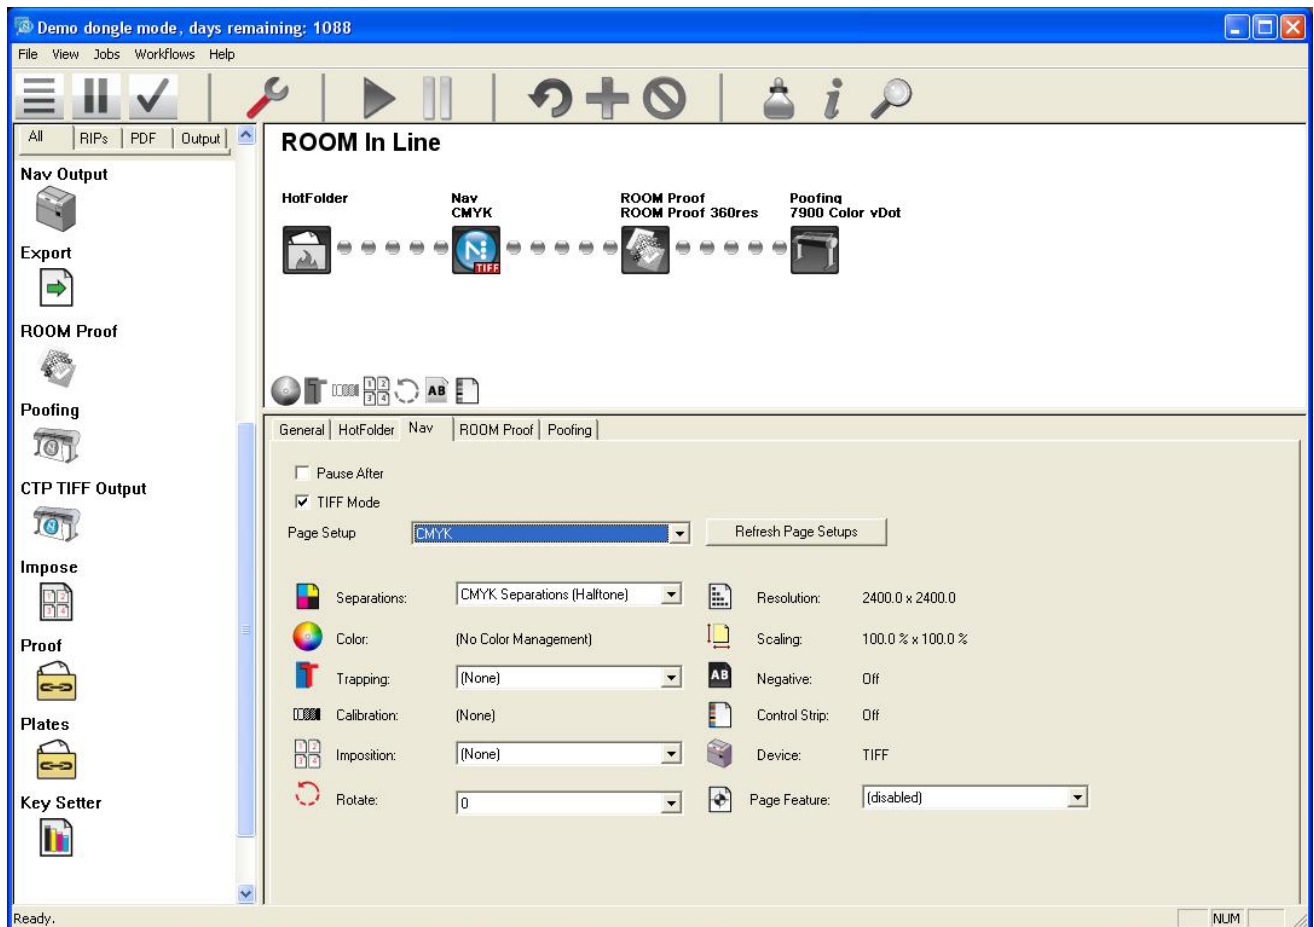 Demo dongle mode, days remaining: 1088
File View Jobs Workflows Help
All RIPs PDF Output
Nav Output
Export
ROOM Proof
Poofing
CTP TIFF Output
Impose
Proof
Plates
Key Setter
ROOM In Line
HotFolder
Nav
CMYK
TIFF
ROOM Proof
ROOM Proof 360res
Poofing
7900 Color vDot
AB
General HotFolder Nav ROOM Proof Poofing
Pause After
TIFF Mode
Page Setup CMYK Refresh Page Setups
Separations: CMYK Separations (Halftone) Resolution: 2400.0 x 2400.0
Color: (No Color Management) Scaling: 100.0 % x 100.0 %
Trapping: (None) AB Negative: Off
Calibration: (None) Control Strip: Off
Imposition: (None) Device: TIFF
Rotate: 0 Page Feature: (disabled)
Ready. NUM